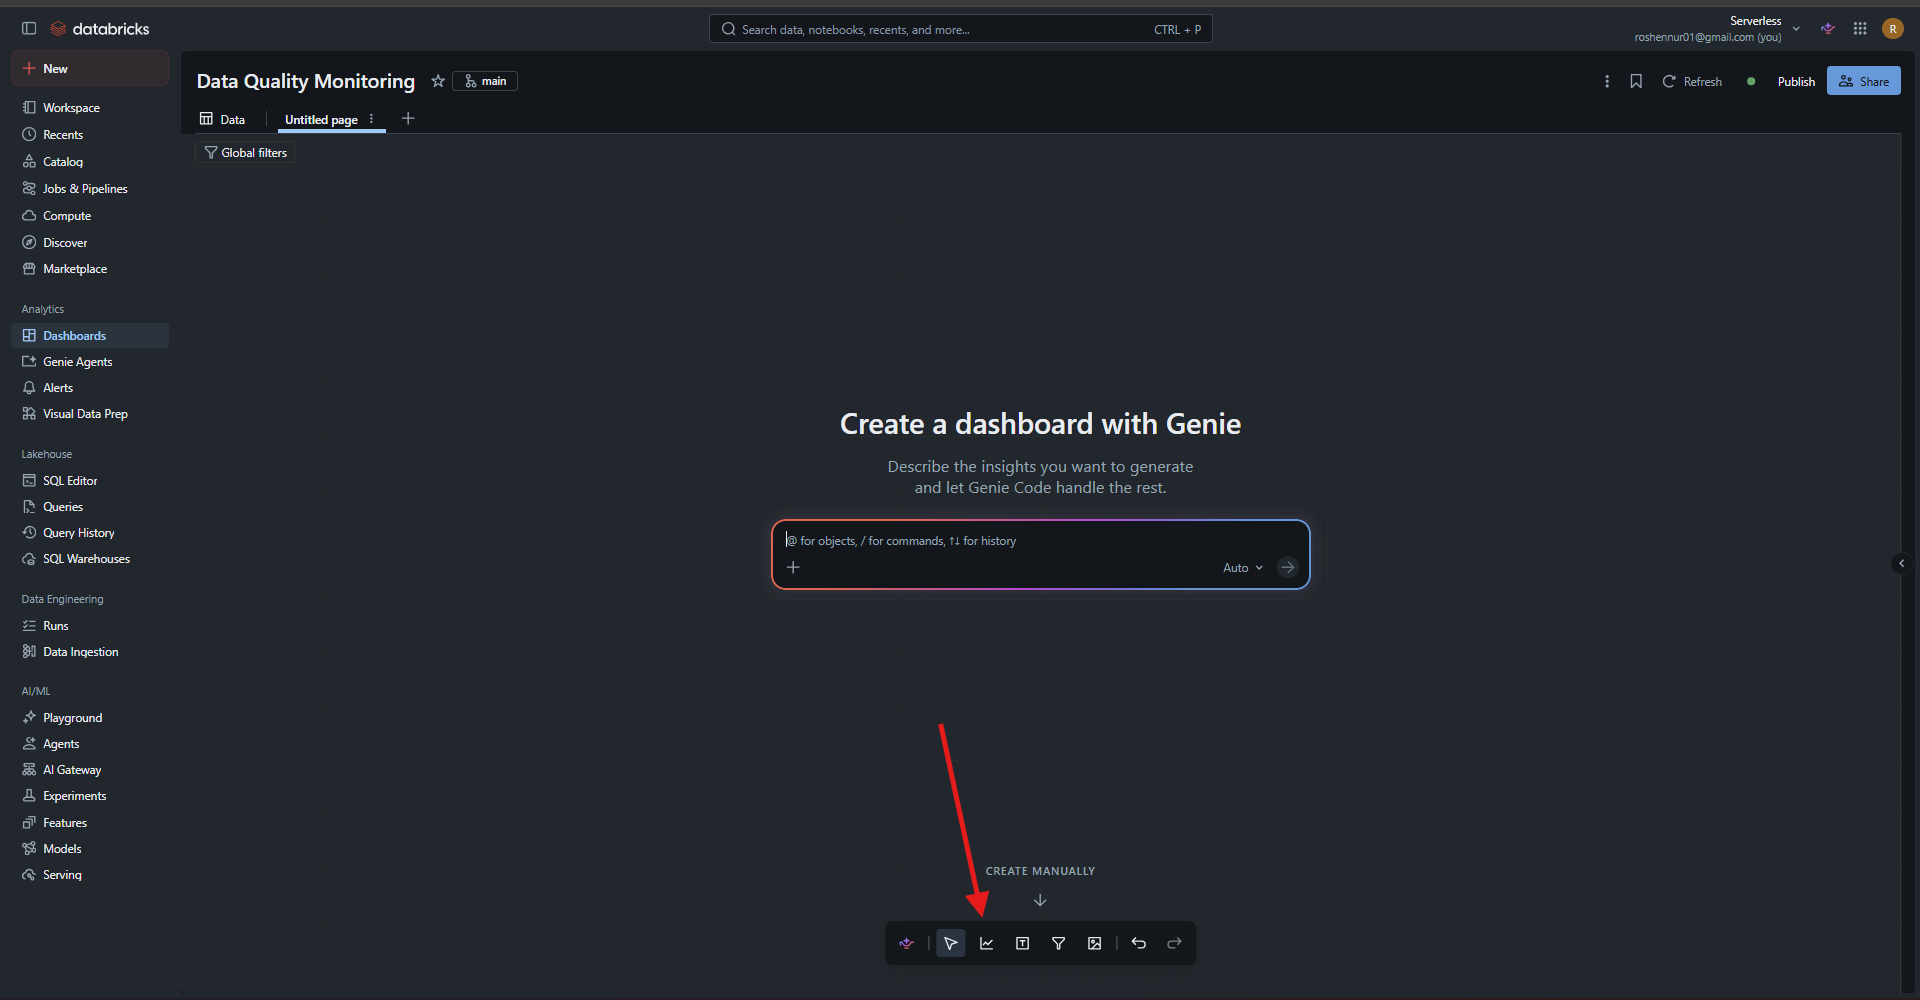 databricks
Search data, notebooks, recents, and more...
CTRL + P
Serverless
roshennur01@gmail.com (you)
R
New
Workspace
Recents
Catalog
Jobs & Pipelines
Compute
Discover
Marketplace
Analytics
Dashboards
Genie Agents
Alerts
Visual Data Prep
Lakehouse
SQL Editor
Queries
Query History
SQL Warehouses
Data Engineering
Runs
Data Ingestion
AI/ML
Playground
Agents
AI Gateway
Experiments
Features
Models
Serving
Data Quality Monitoring
main
Refresh
Publish
Share
Data
Untitled page
Global filters
Create a dashboard with Genie
Describe the insights you want to generate
and let Genie Code handle the rest.
@ for objects, / for commands, ↑↓ for history
Auto
CREATE MANUALLY